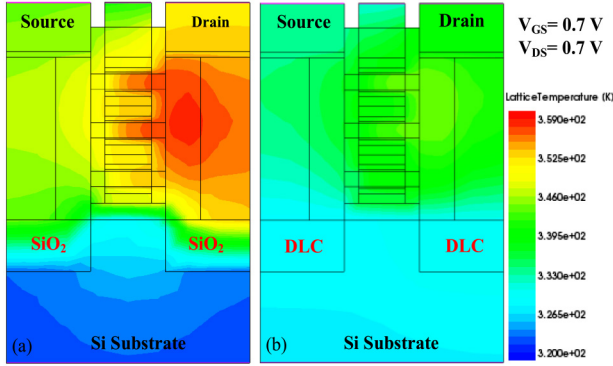 Source
Drain
SiO₂
SiO₂
(a)
Si Substrate
Source
Drain
DLC
DLC
(b)
Si Substrate
V_GS= 0.7 V
V_DS= 0.7 V
LatticeTemperature (K)
3.590e+02
3.525e+02
3.460e+02
3.395e+02
3.330e+02
3.265e+02
3.200e+02